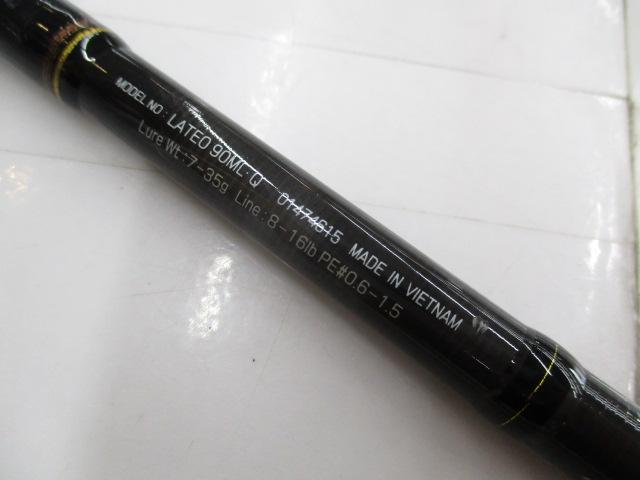 MODEL NO : LATEO 90ML・Q 01474615 MADE IN VIETNAM
Lure Wt : 7-35g Line : 8-16lb PE#0.6-1.5